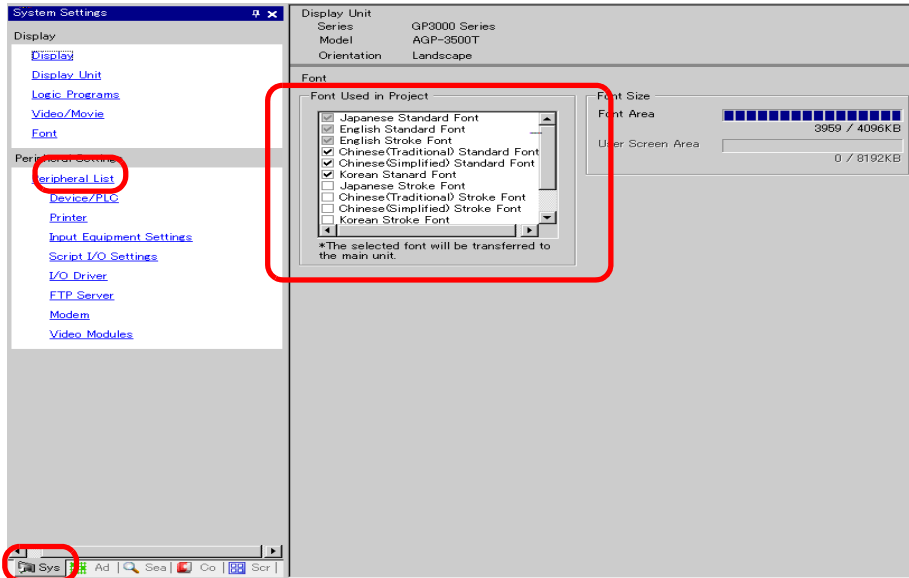 System Settings
Display
Display
Display Unit
Logic Programs
Video/Movie
Font
Peripheral Settings
Peripheral List
Device/PLC
Printer
Input Equipment Settings
Script I/O Settings
I/O Driver
FTP Server
Modem
Video Modules
Sys Ad Sea Co Scr
Display Unit
Series GP3000 Series
Model AGP-3500T
Orientation Landscape
Font
Font Used in Project
Japanese Standard Font
English Standard Font
English Stroke Font
Chinese(Traditional) Standard Font
Chinese(Simplified) Standard Font
Korean Stanard Font
Japanese Stroke Font
Chinese(Traditional) Stroke Font
Chinese(Simplified) Stroke Font
Korean Stroke Font
*The selected font will be transferred to
the main unit.
Font Size
Font Area
3959 / 4096KB
User Screen Area
0 / 8192KB